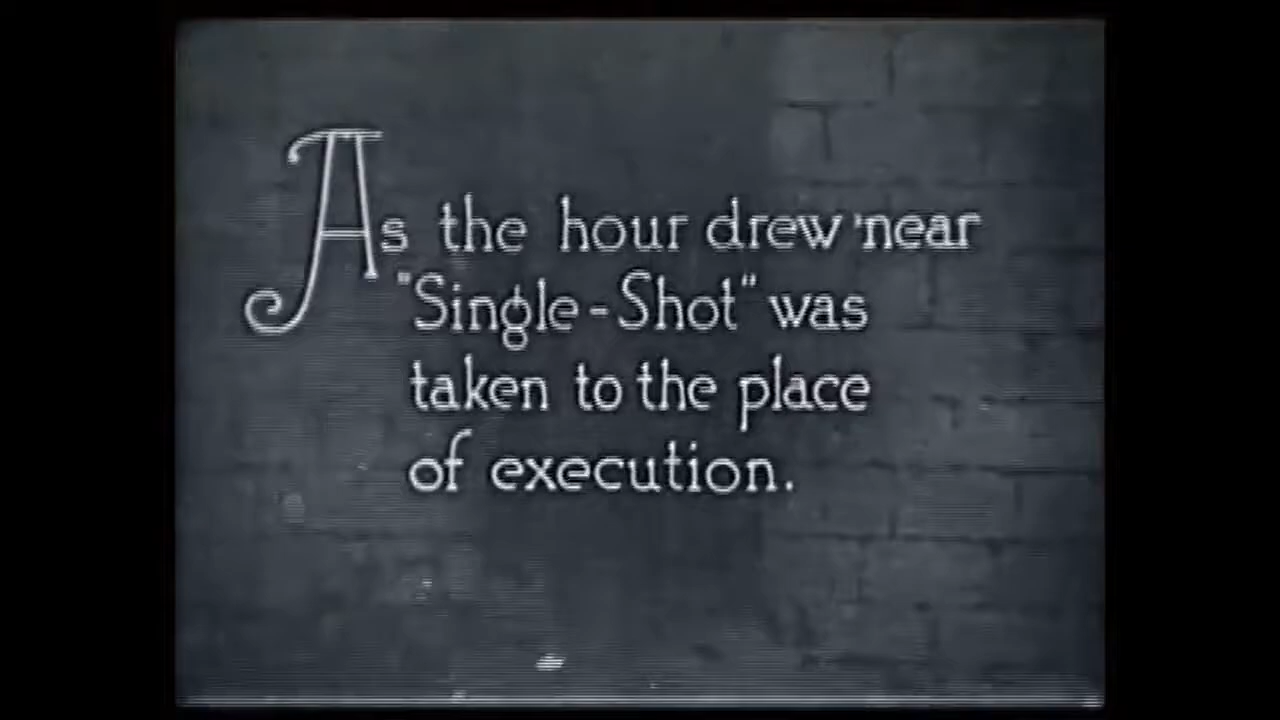 As the hour drew near
"Single-Shot" was
taken to the place
of execution.